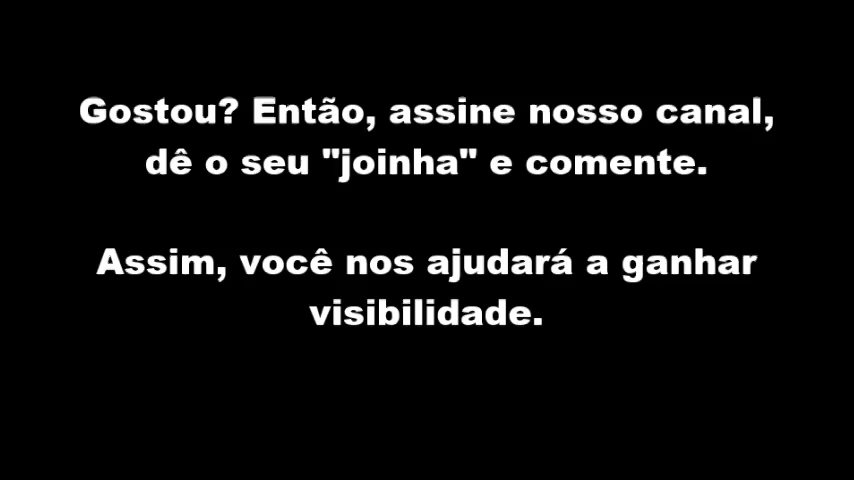 Gostou? Então, assine nosso canal,
dê o seu "joinha" e comente.
Assim, você nos ajudará a ganhar
visibilidade.